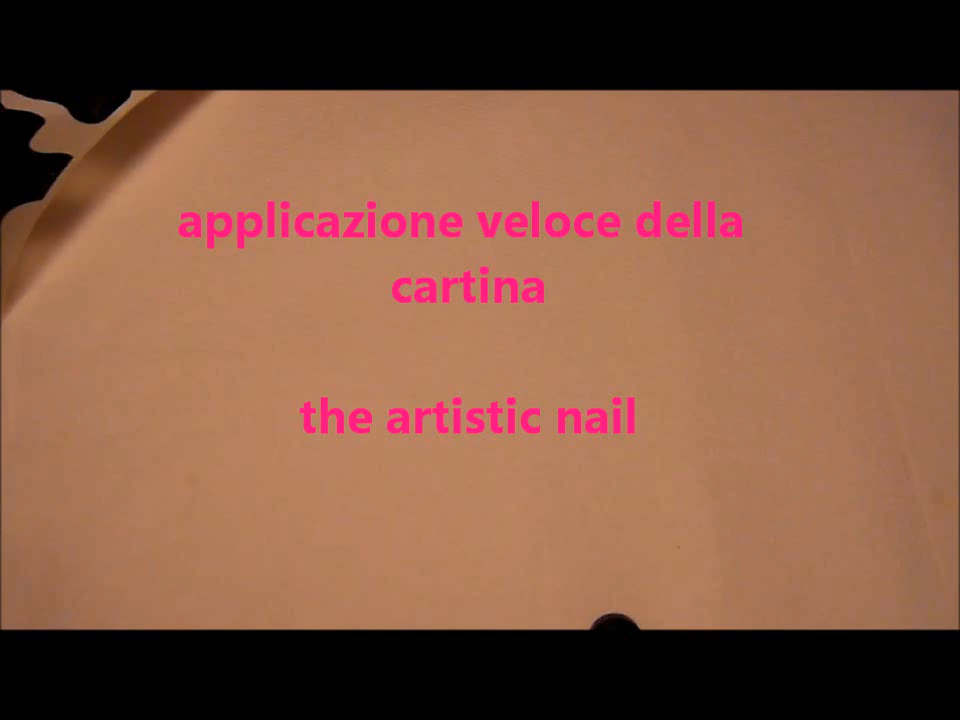 applicazione veloce della
cartina
the artistic nail